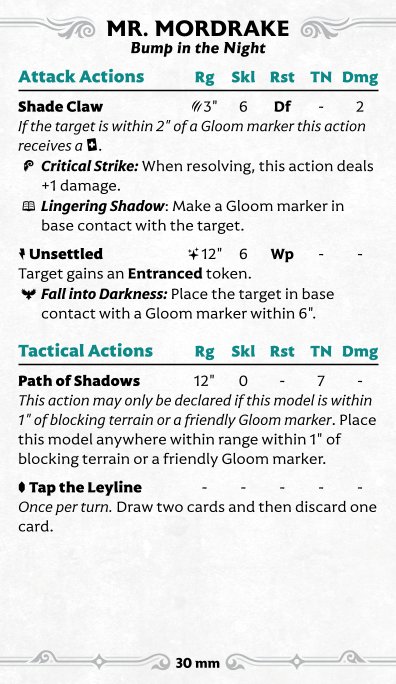 MR. MORDRAKE
Bump in the Night
Attack Actions Rg Skl Rst TN Dmg
Shade Claw 3" 6 Df - 2
If the target is within 2" of a Gloom marker this action
receives a .
Critical Strike: When resolving, this action deals
+1 damage.
Lingering Shadow: Make a Gloom marker in
base contact with the target.
Unsettled 12" 6 Wp - -
Target gains an Entranced token.
Fall into Darkness: Place the target in base
contact with a Gloom marker within 6".
Tactical Actions Rg Skl Rst TN Dmg
Path of Shadows 12" 0 - 7 -
This action may only be declared if this model is within
1" of blocking terrain or a friendly Gloom marker. Place
this model anywhere within range within 1" of
blocking terrain or a friendly Gloom marker.
Tap the Leyline - - - - -
Once per turn. Draw two cards and then discard one
card.
30 mm